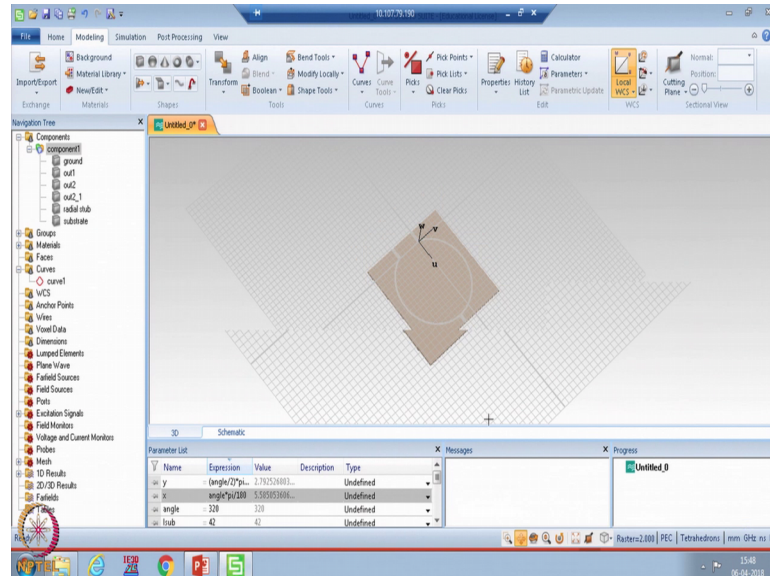 10.107.79.190
File Home Modeling Simulation Post Processing View
Background
Material Library
New/Edit
Import/Export
Transform
Align
Blend
Boolean
Bend Tools
Modify Locally
Shape Tools
Curves
Curve Tools
Picks
Pick Points
Pick Lists
Clear Picks
Properties
History List
Calculator
Parameters
Parametric Update
Local WCS
Cutting Plane
Normal:
Position:
Exchange Materials Shapes Tools Curves Picks Edit WCS Sectional View
Navigation Tree X
Untitled_0*
Components
component1
ground
out1
out2
out2_1
radial stub
substrate
Groups
Materials
Faces
Curves
curve1
WCS
Anchor Points
Wires
Voxel Data
Dimensions
Lumped Elements
Plane Wave
Farfield Sources
Field Sources
Ports
Excitation Signals
Field Monitors
Voltage and Current Monitors
Probes
Mesh
1D Results
2D/3D Results
Farfields
Tables
w
v
u
3D Schematic
Parameter List X
Name Expression Value Description Type
y = (angle/2)*pi... 2.792526803... Undefined
x = angle*pi/180 5.585053606... Undefined
angle = 320 320 Undefined
lsub = 42 42 Undefined
Messages X
Progress
Untitled_0
Ready
Raster=2.000 PEC Tetrahedrons mm GHz ns
NPTEL
IE3D
15:48
06-04-2018